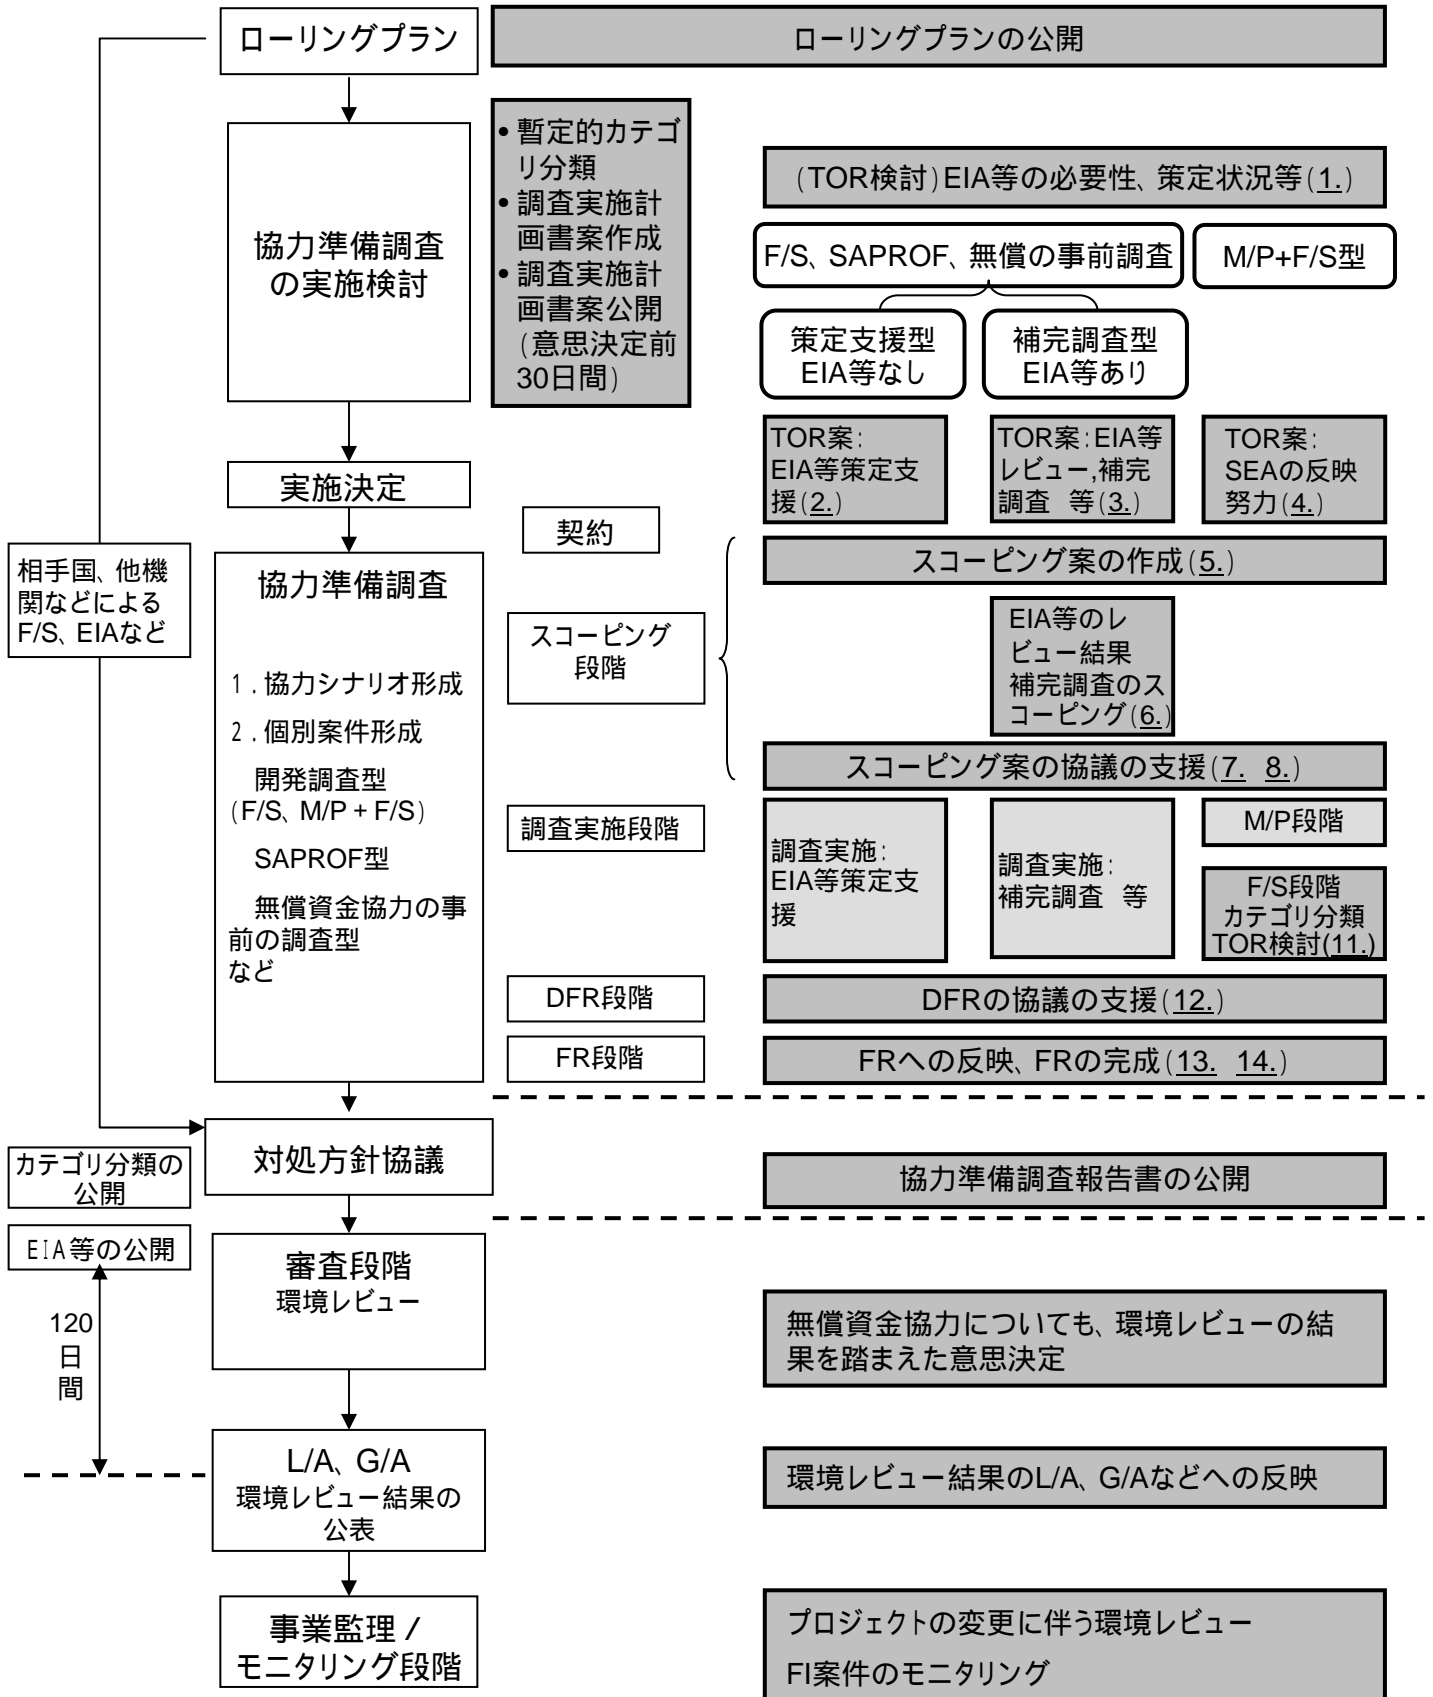 ローリングプラン
ローリングプランの公開
協力準備調査
の実施検討
• 暫定的カテゴ
リ分類
• 調査実施計
画書案作成
• 調査実施計
画書案公開
(意思決定前
30日間)
(TOR検討)EIA等の必要性、策定状況等(1.)
F/S、SAPROF、無償の事前調査
M/P+F/S型
策定支援型
EIA等なし
補完調査型
EIA等あり
TOR案:
EIA等策定支
援(2.)
TOR案:EIA等
レビュー,補完
調査 等(3.)
TOR案:
SEAの反映
努力(4.)
実施決定
契約
相手国、他機
関などによる
F/S、EIAなど
協力準備調査
1.協力シナリオ形成
2.個別案件形成
開発調査型
(F/S、M/P + F/S)
SAPROF型
無償資金協力の事
前の調査型
など
スコーピング案の作成(5.)
スコーピング
段階
EIA等のレ
ビュー結果
補完調査のス
コーピング(6.)
スコーピング案の協議の支援(7. 8.)
調査実施段階
調査実施:
EIA等策定支
援
調査実施:
補完調査 等
M/P段階
F/S段階
カテゴリ分類
TOR検討(11.)
DFR段階
DFRの協議の支援(12.)
FR段階
FRへの反映、FRの完成(13. 14.)
対処方針協議
カテゴリ分類の
公開
協力準備調査報告書の公開
EIA等の公開
審査段階
環境レビュー
120
日
間
無償資金協力についても、環境レビューの結
果を踏まえた意思決定
L/A、G/A
環境レビュー結果の
公表
環境レビュー結果のL/A、G/Aなどへの反映
事業監理/
モニタリング段階
プロジェクトの変更に伴う環境レビュー
FI案件のモニタリング